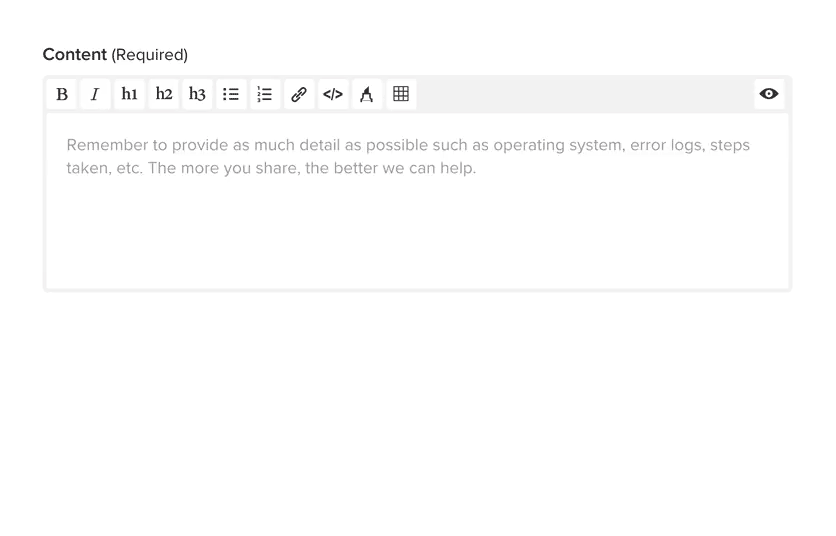 Content (Required)
B I h1 h2 h3 </>
Remember to provide as much detail as possible such as operating system, error logs, steps
taken, etc. The more you share, the better we can help.